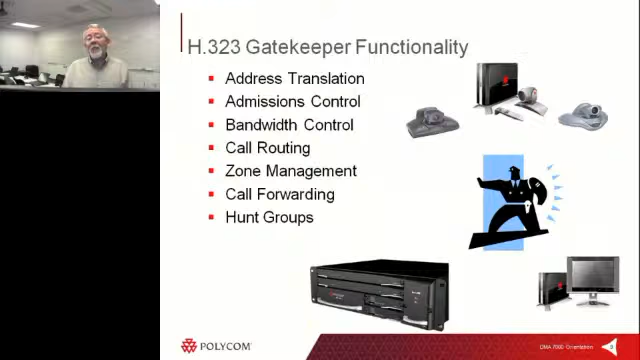 H.323 Gatekeeper Functionality
Address Translation
Admissions Control
Bandwidth Control
Call Routing
Zone Management
Call Forwarding
Hunt Groups
POLYCOM
DMA 7000 Orientation